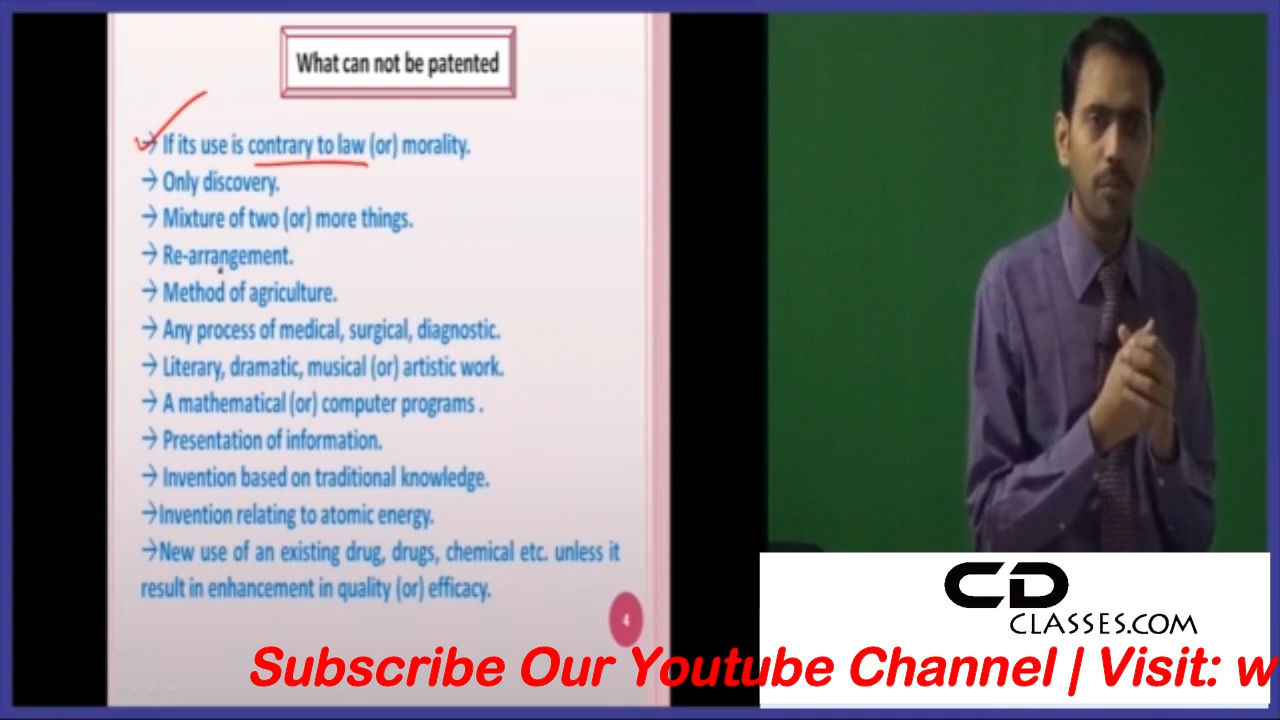 What can not be patented
→ If its use is contrary to law (or) morality.
→ Only discovery.
→ Mixture of two (or) more things.
→ Re-arrangement.
→ Method of agriculture.
→ Any process of medical, surgical, diagnostic.
→ Literary, dramatic, musical (or) artistic work.
→ A mathematical (or) computer programs .
→ Presentation of information.
→ Invention based on traditional knowledge.
→Invention relating to atomic energy.
→New use of an existing drug, drugs, chemical etc. unless it
result in enhancement in quality (or) efficacy.
4
CD
CLASSES.COM
Subscribe Our Youtube Channel | Visit: w